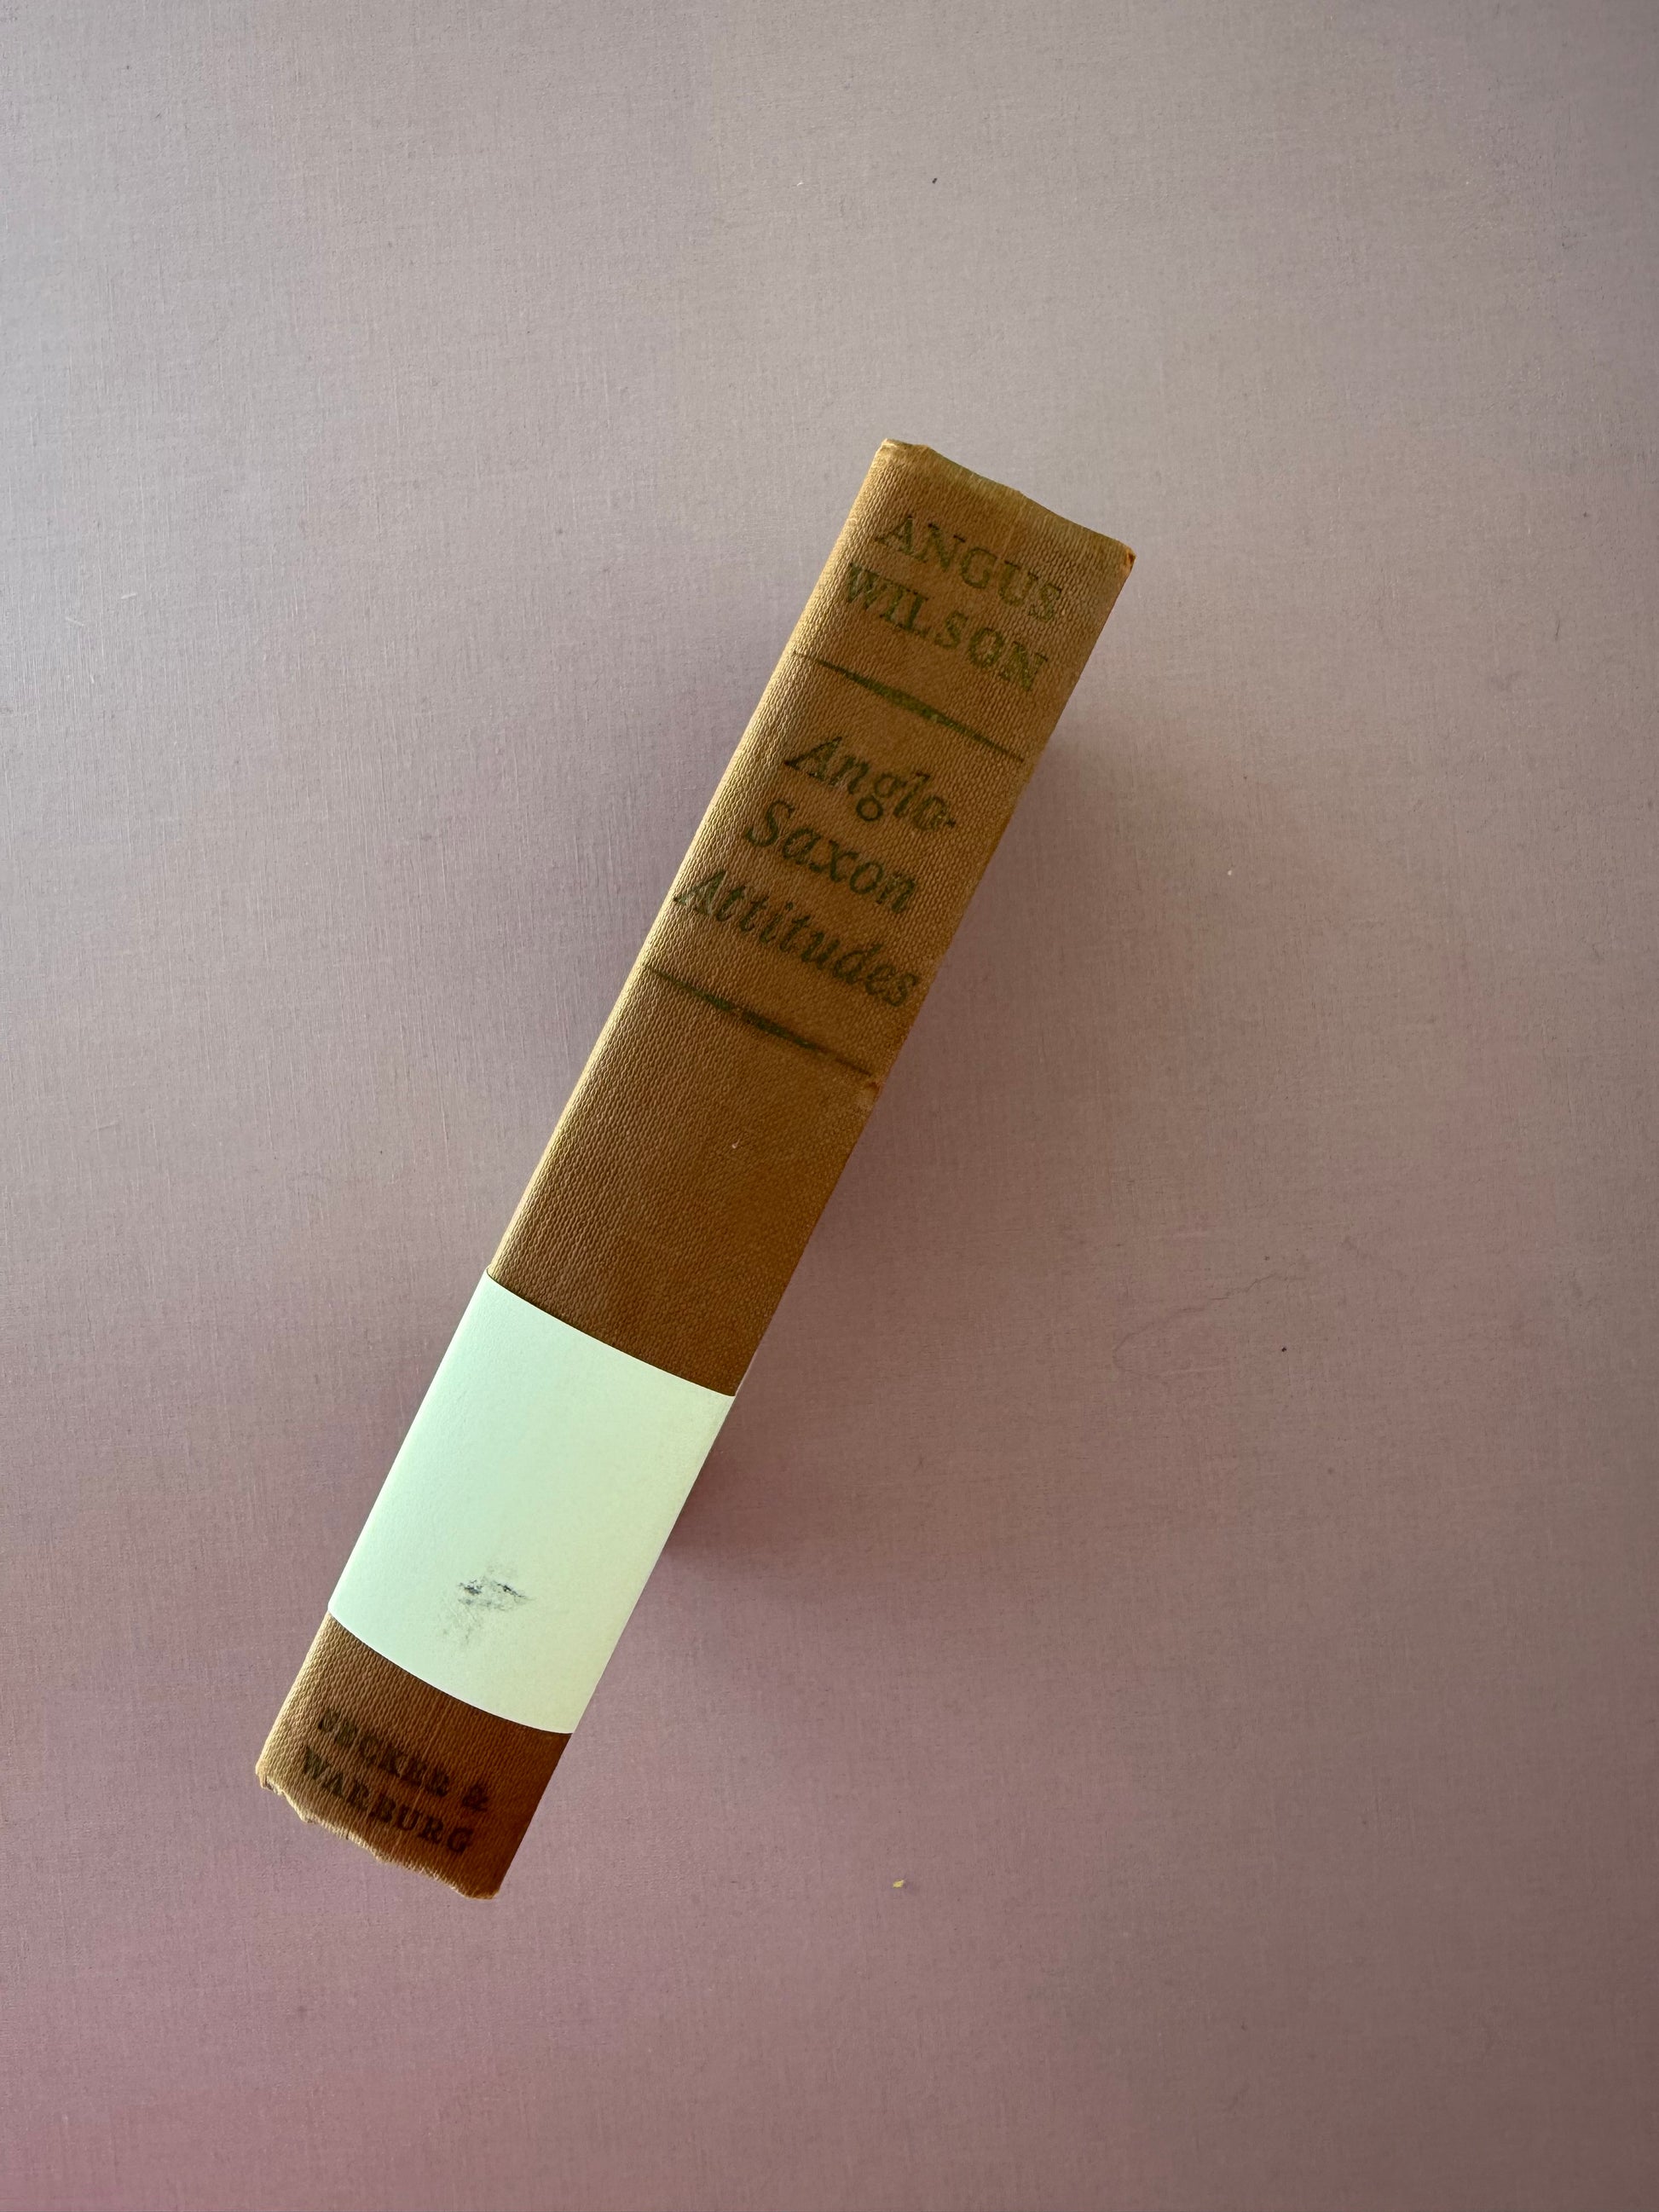 ANGUS
WILSON
Anglo-
Saxon
Attitudes
SECKER &
WARBURG